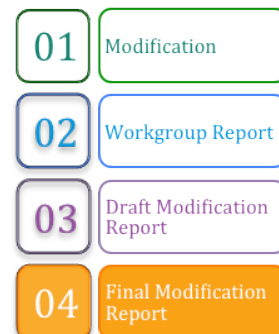 01
Modification
02
Workgroup Report
03
Draft Modification
Report
04
Final Modification
Report